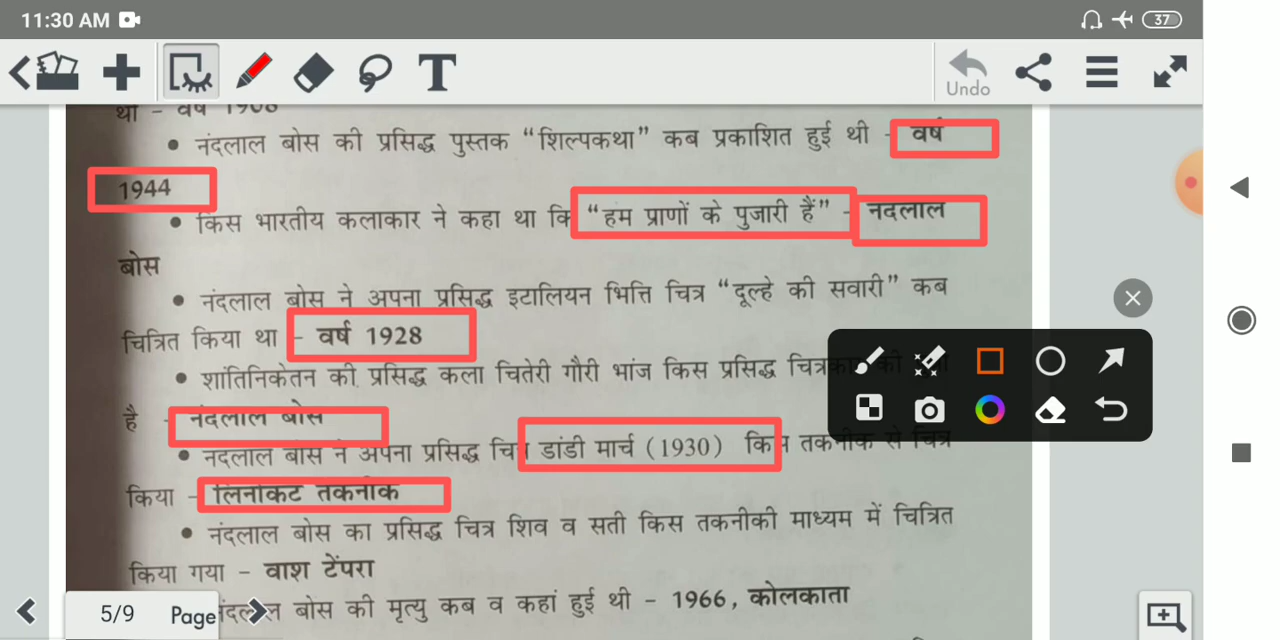 11:30 AM
37
T
Undo
था - वर्ष 1908
• नंदलाल बोस की प्रसिद्ध पुस्तक “शिल्पकथा” कब प्रकाशित हुई थी - वर्ष
1944
• किस भारतीय कलाकार ने कहा था कि “हम प्राणों के पुजारी हैं” - नंदलाल
बोस
• नंदलाल बोस ने अपना प्रसिद्ध इटालियन भित्ति चित्र “दूल्हे की सवारी” कब
चित्रित किया था - वर्ष 1928
• शांतिनिकेतन की प्रसिद्ध कला चितेरी गौरी भांज किस प्रसिद्ध
है - नंदलाल बोस
• नंदलाल बोस ने अपना प्रसिद्ध चित्र डांडी मार्च (1930) किस तकनीक से चित्र
किया - लिनोकट तकनीक
• नंदलाल बोस का प्रसिद्ध चित्र शिव व सती किस तकनीकी माध्यम में चित्रित
किया गया - वाश टेंपरा
नंदलाल बोस की मृत्यु कब व कहां हुई थी - 1966, कोलकाता
5/9 Page